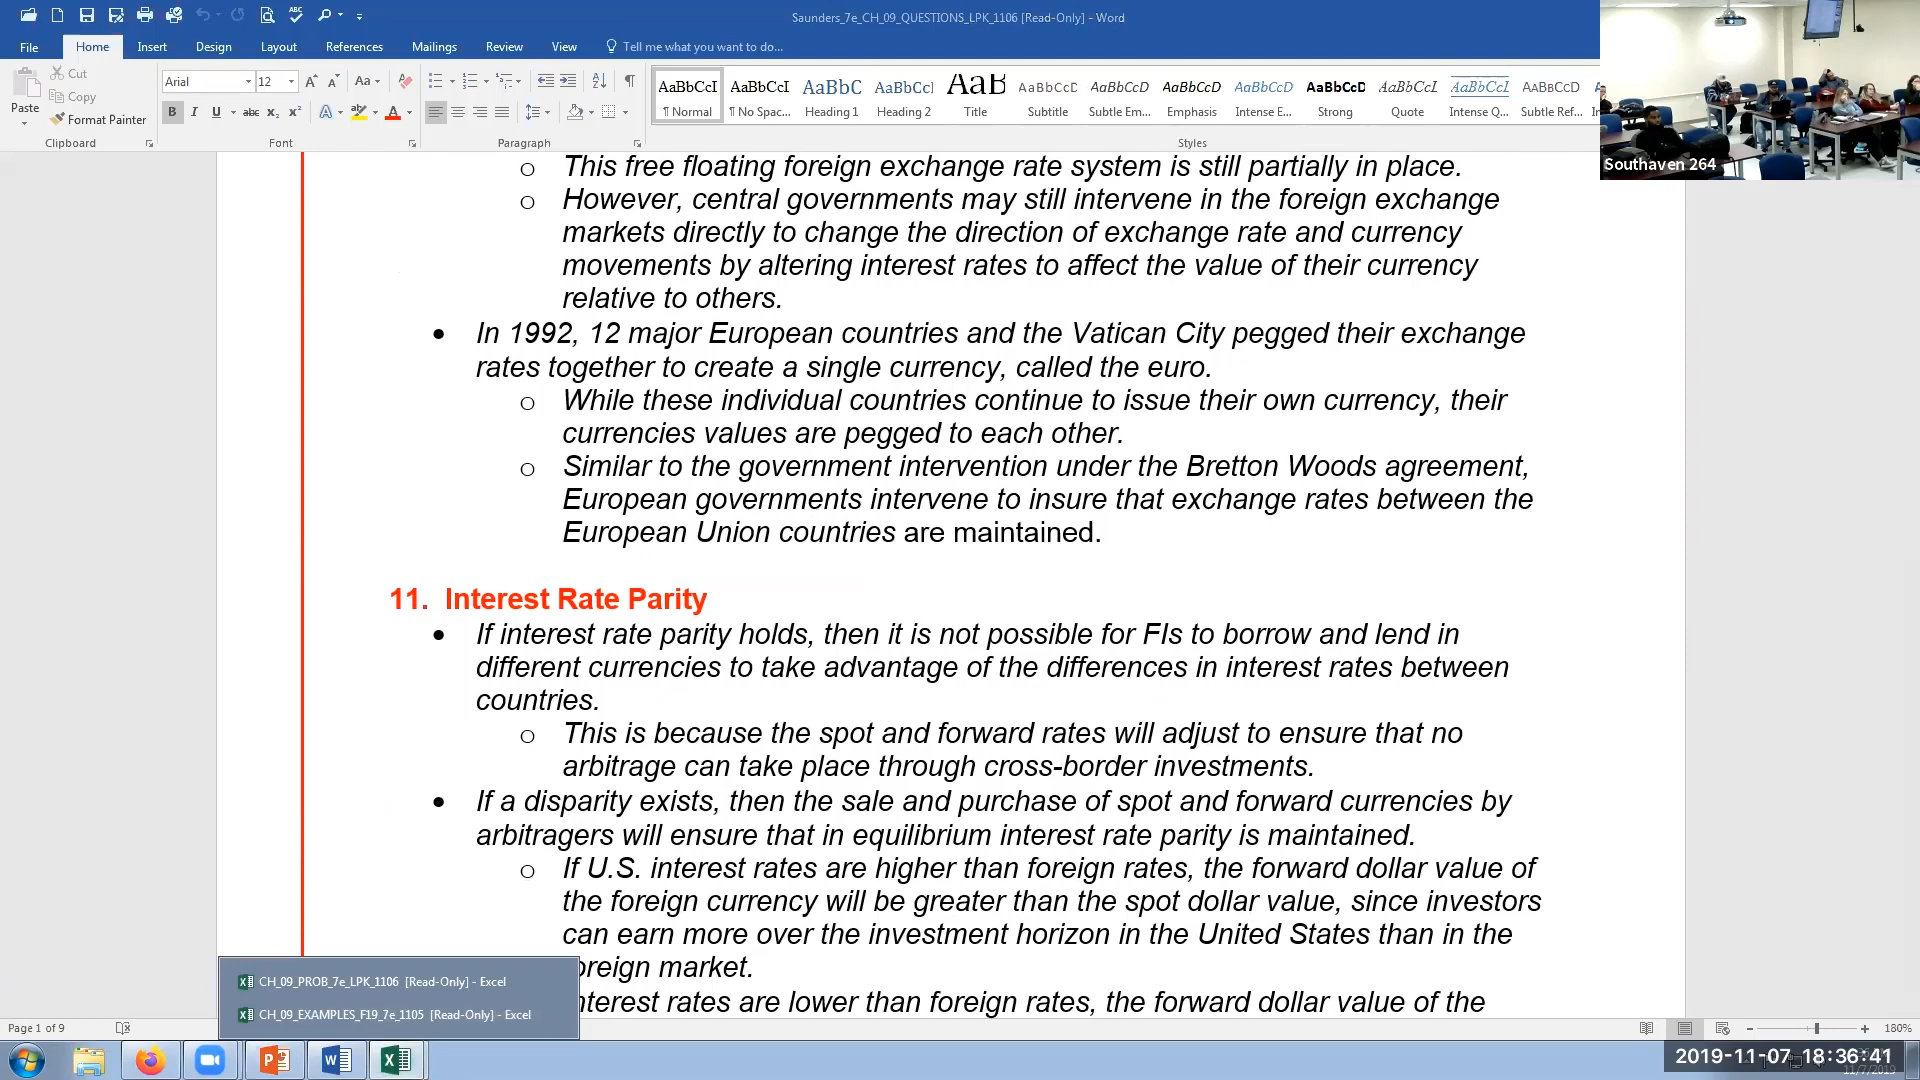 Saunders_7e_CH_09_QUESTIONS_LPK_1106 [Read-Only] - Word
File Home Insert Design Layout References Mailings Review View Tell me what you want to do...
Cut
Copy
Format Painter
Paste
Arial 12
Clipboard Font Paragraph Styles
AaBbCcI AaBbCcI AaBbC AaBbCcI AaB AaBbCcD AaBbCcD AaBbCcD AaBbCcD AaBbCcD AaBbCcI AaBbCcI AaBbCcD
¶ Normal ¶ No Spac... Heading 1 Heading 2 Title Subtitle Subtle Em... Emphasis Intense E... Strong Quote Intense Q... Subtle Ref...
Southaven 264
o This free floating foreign exchange rate system is still partially in place.
o However, central governments may still intervene in the foreign exchange
markets directly to change the direction of exchange rate and currency
movements by altering interest rates to affect the value of their currency
relative to others.
• In 1992, 12 major European countries and the Vatican City pegged their exchange
rates together to create a single currency, called the euro.
o While these individual countries continue to issue their own currency, their
currencies values are pegged to each other.
o Similar to the government intervention under the Bretton Woods agreement,
European governments intervene to insure that exchange rates between the
European Union countries are maintained.
11. Interest Rate Parity
• If interest rate parity holds, then it is not possible for FIs to borrow and lend in
different currencies to take advantage of the differences in interest rates between
countries.
o This is because the spot and forward rates will adjust to ensure that no
arbitrage can take place through cross-border investments.
• If a disparity exists, then the sale and purchase of spot and forward currencies by
arbitragers will ensure that in equilibrium interest rate parity is maintained.
o If U.S. interest rates are higher than foreign rates, the forward dollar value of
the foreign currency will be greater than the spot dollar value, since investors
can earn more over the investment horizon in the United States than in the
oreign market.
nterest rates are lower than foreign rates, the forward dollar value of the
CH_09_PROB_7e_LPK_1106 [Read-Only] - Excel
CH_09_EXAMPLES_F19_7e_1105 [Read-Only] - Excel
Page 1 of 9
180%
2019-11-07 18:36:41
11/7/2019